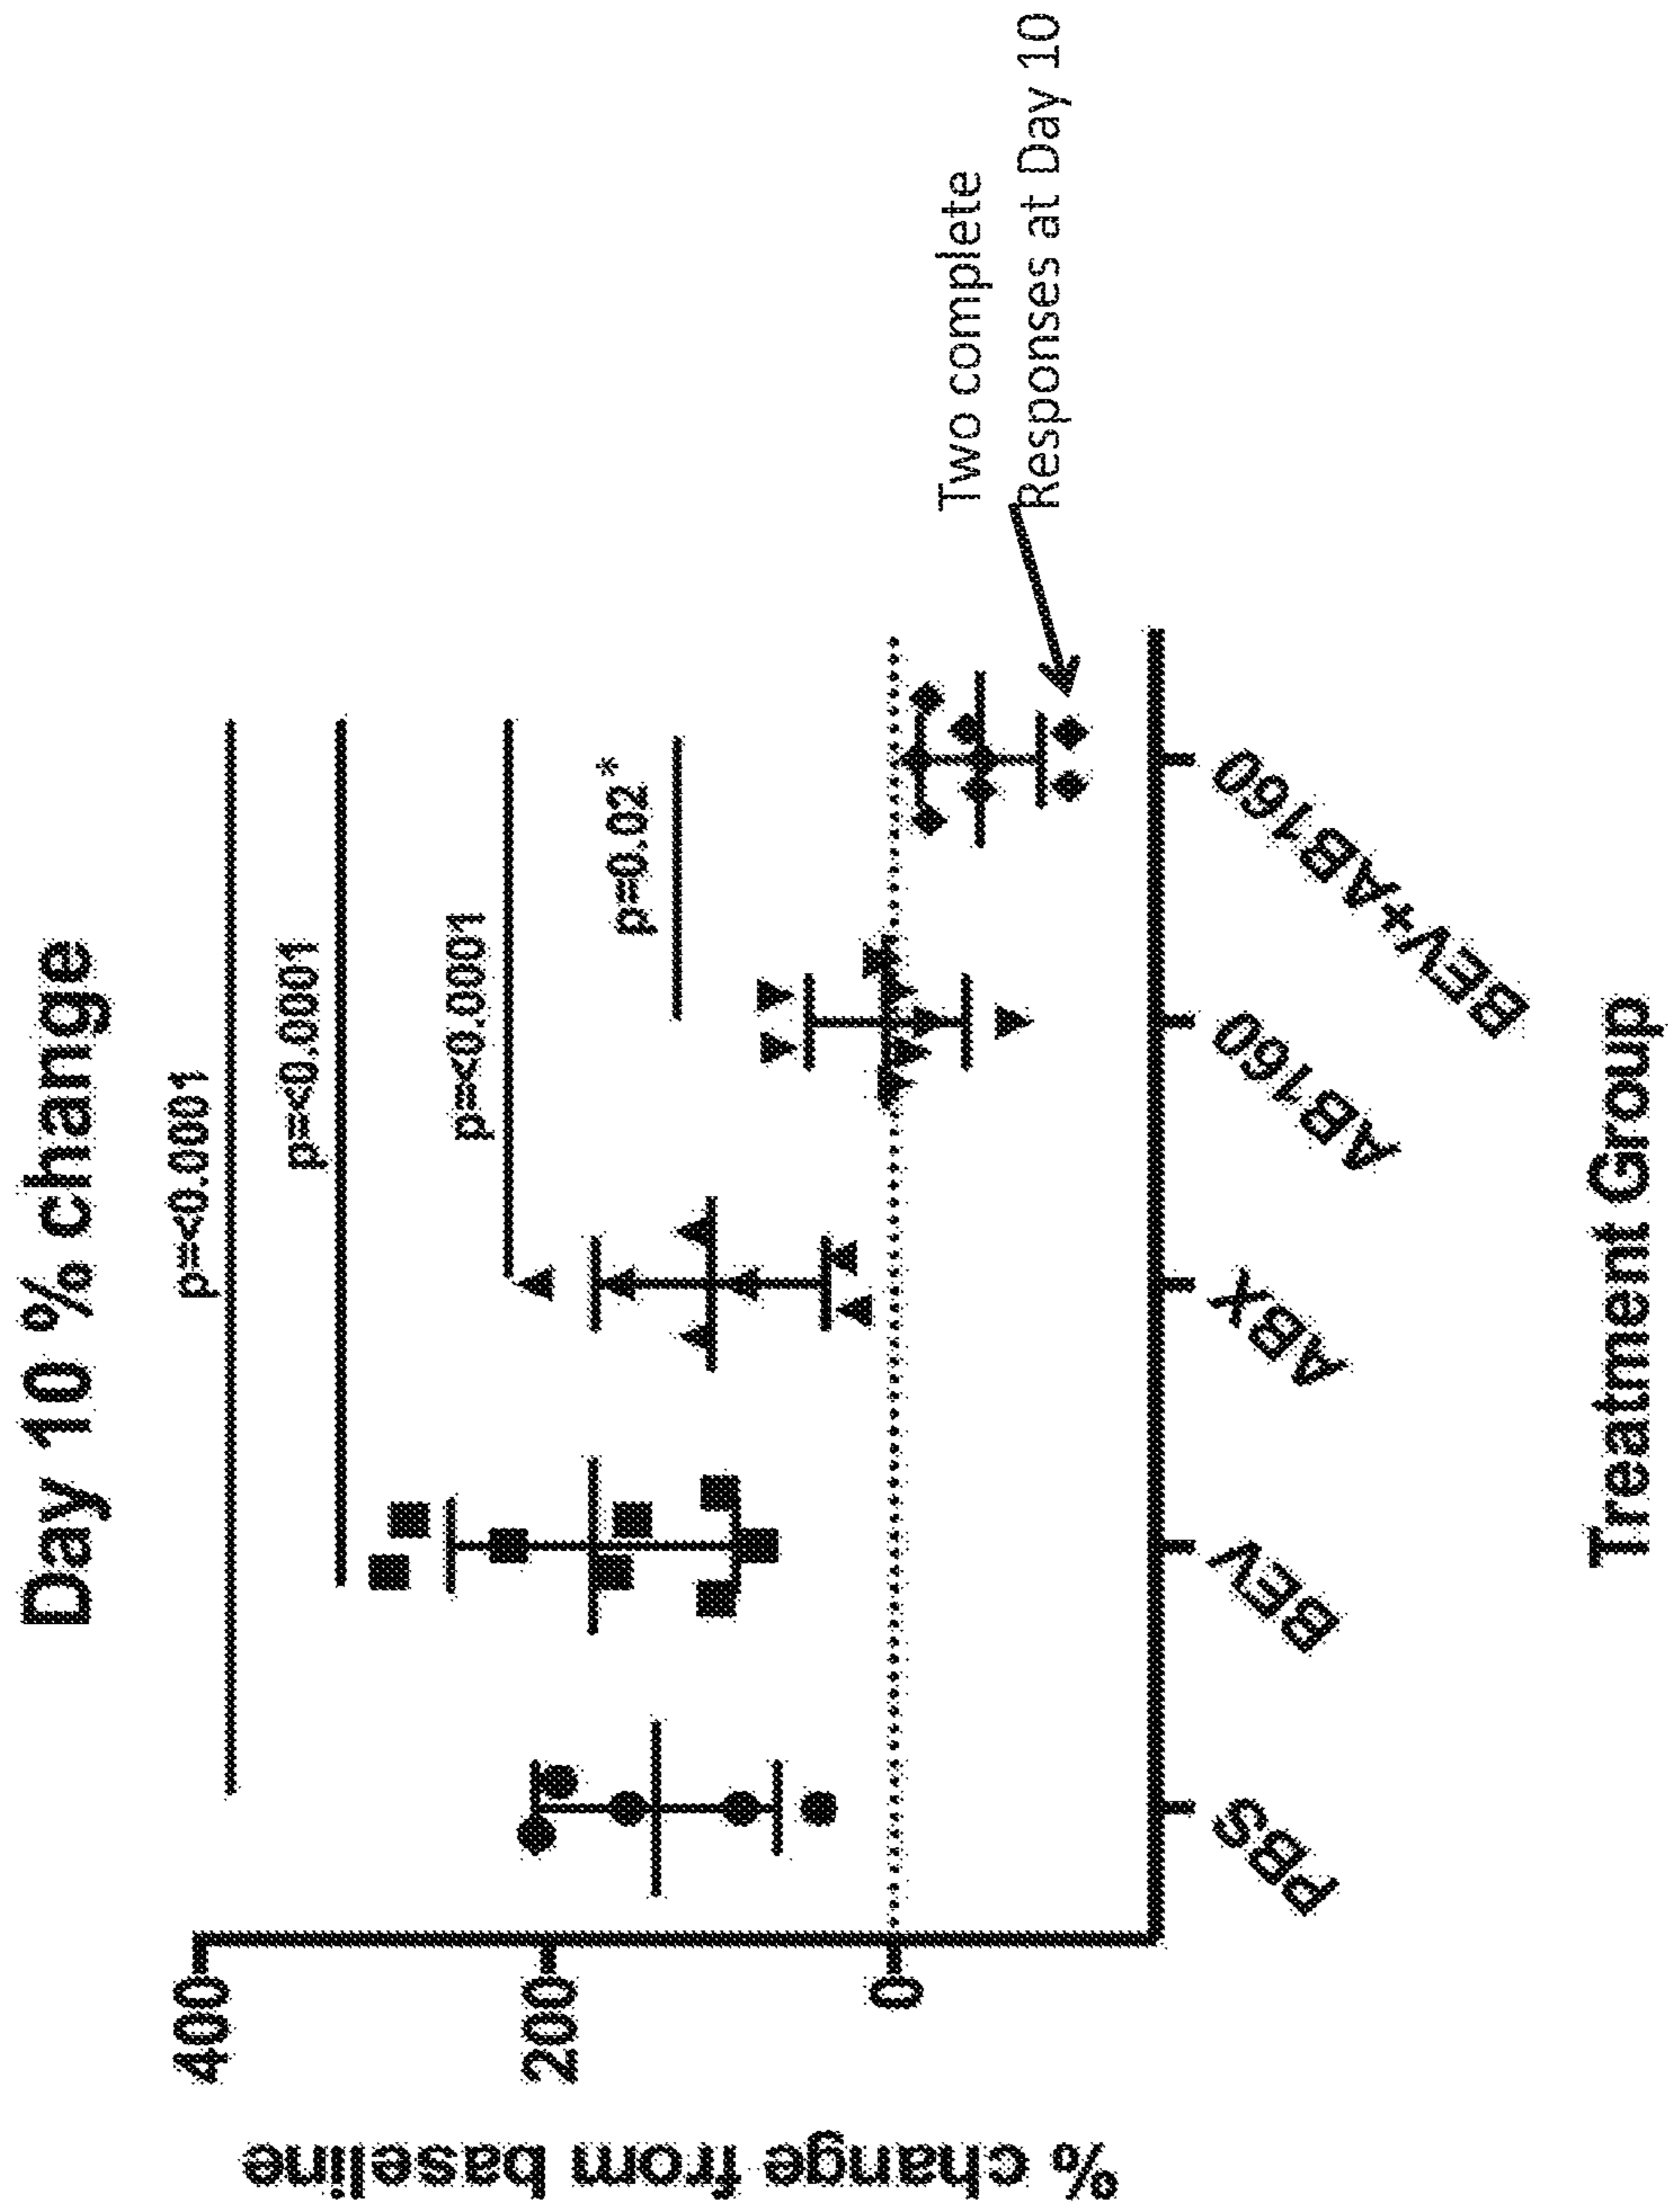 Day 10 % change
p=<0.0001
p=<0.0001
p=<0.0001
p=0.02*
% change from baseline
400
200
0
Two complete
Responses at Day 10
PBS
BEV
ABX
AB160
BEV+AB160
Treatment Group